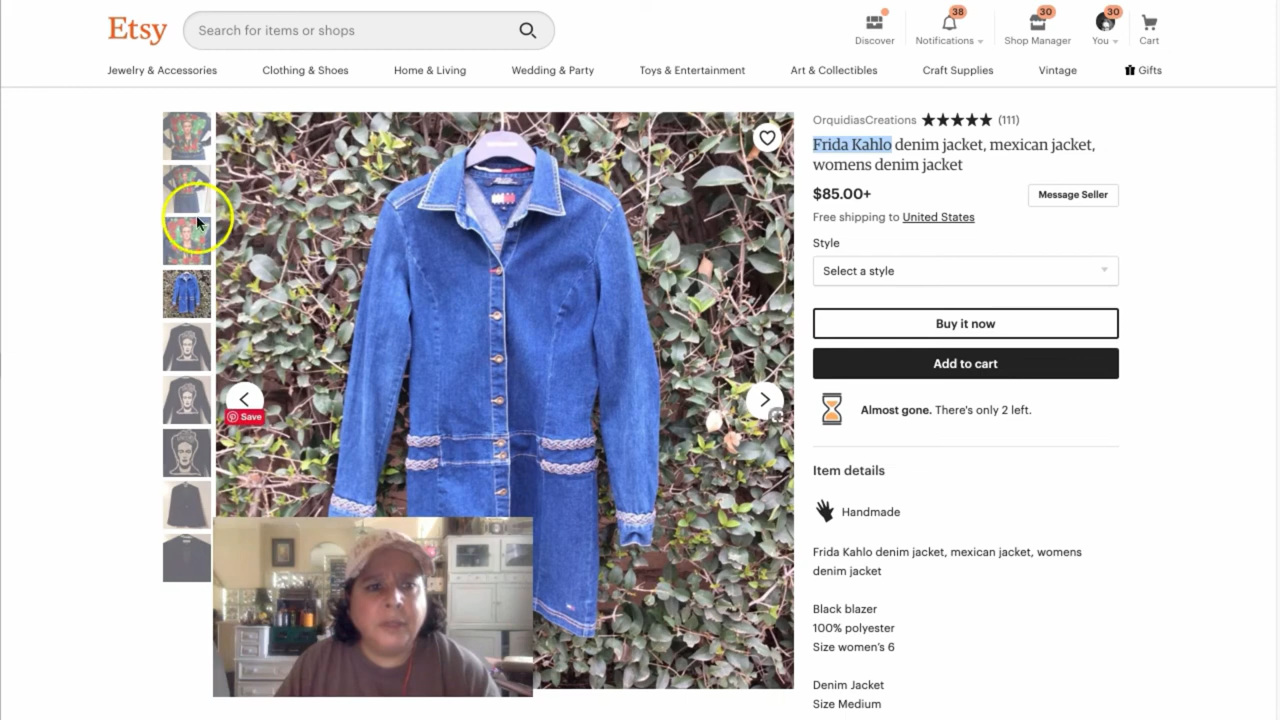 Etsy
Search for items or shops
38
30
30
Discover
Notifications
Shop Manager
You
Cart
Jewelry & Accessories
Clothing & Shoes
Home & Living
Wedding & Party
Toys & Entertainment
Art & Collectibles
Craft Supplies
Vintage
Gifts
OrquidiasCreations ★★★★★ (111)
Frida Kahlo denim jacket, mexican jacket,
womens denim jacket
$85.00+
Message Seller
Free shipping to United States
Style
Select a style
Buy it now
Add to cart
Almost gone. There's only 2 left.
Save
Item details
Handmade
Frida Kahlo denim jacket, mexican jacket, womens
denim jacket
Black blazer
100% polyester
Size women's 6
Denim Jacket
Size Medium